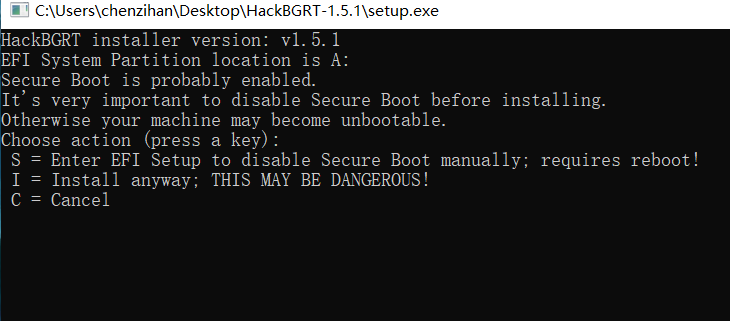 C:\Users\chenzihan\Desktop\HackBGRT-1.5.1\setup.exe
HackBGRT installer version: v1.5.1
EFI System Partition location is A:
Secure Boot is probably enabled.
It's very important to disable Secure Boot before installing.
Otherwise your machine may become unbootable.
Choose action (press a key):
 S = Enter EFI Setup to disable Secure Boot manually; requires reboot!
 I = Install anyway; THIS MAY BE DANGEROUS!
 C = Cancel